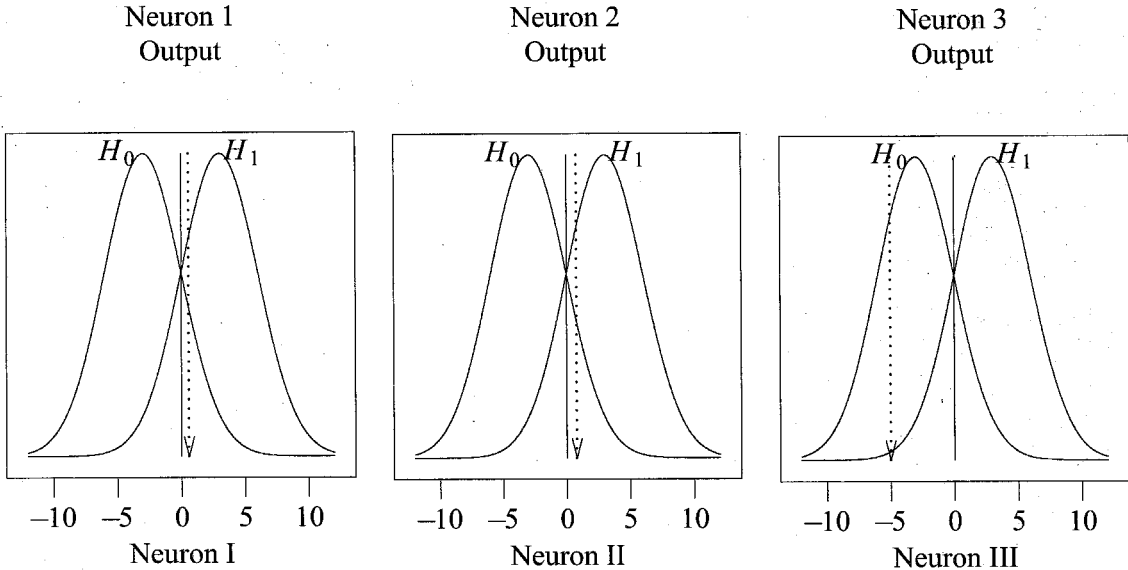 Neuron 1
Output
Neuron 2
Output
Neuron 3
Output
H0 H1
H0 H1
H0 H1
–10 –5 0 5 10
–10 –5 0 5 10
–10 –5 0 5 10
Neuron I
Neuron II
Neuron III